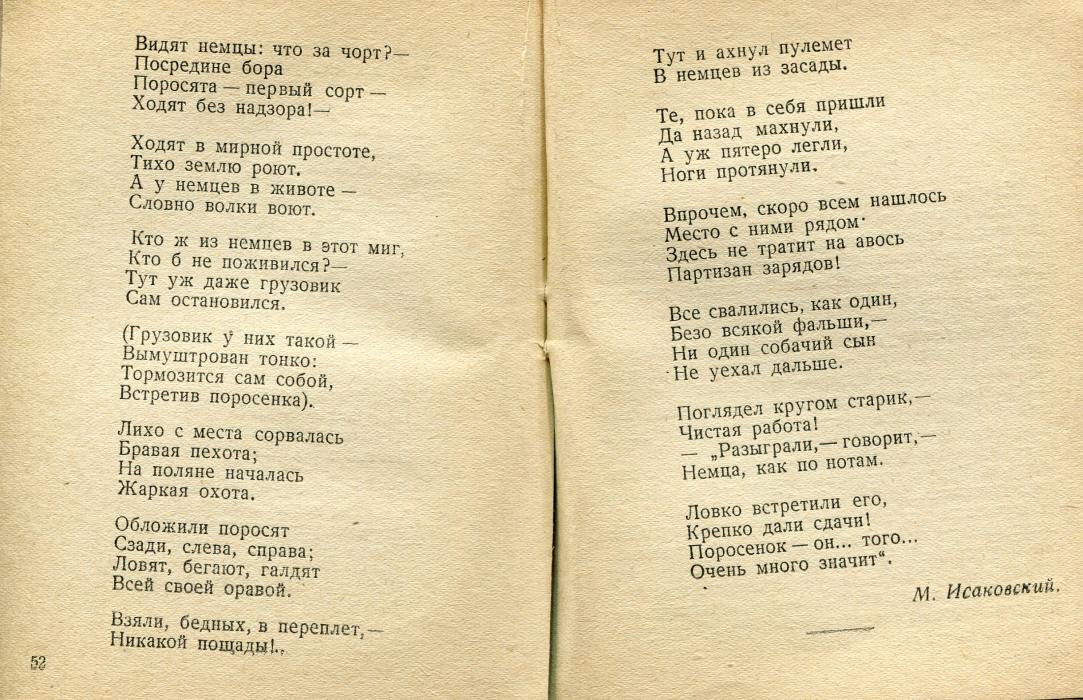 Видят немцы: что за чорт?—
Посредине бора
Поросята — первый сорт —
Ходят без надзора!—
Ходят в мирной простоте,
Тихо землю роют.
А у немцев в животе —
Словно волки воют.
Кто ж из немцев в этот миг,
Кто б не поживился?—
Тут уж даже грузовик
Сам остановился.
(Грузовик у них такой —
Вымуштрован тонко:
Тормозится сам собой,
Встретив поросенка).
Лихо с места сорвалась
Бравая пехота;
На поляне началась
Жаркая охота.
Обложили поросят
Сзади, слева, справа;
Ловят, бегают, галдят
Всей своей оравой.
Взяли, бедных, в переплет,—
Никакой пощады!..
52
Тут и ахнул пулемет
В немцев из засады.
Те, пока в себя пришли
Да назад махнули,
А уж пятеро легли,
Ноги протянули.
Впрочем, скоро всем нашлось
Место с ними рядом·
Здесь не тратит на авось
Партизан зарядов!
Все свалились, как один,
Безо всякой фальши,—
Ни один собачий сын
Не уехал дальше.
Поглядел кругом старик,—
Чистая работа!
— „Разыграли,— говорит,—
Немца, как по нотам.
Ловко встретили его,
Крепко дали сдачи!
Поросенок — он... того...
Очень много значит“.
М. Исаковский.